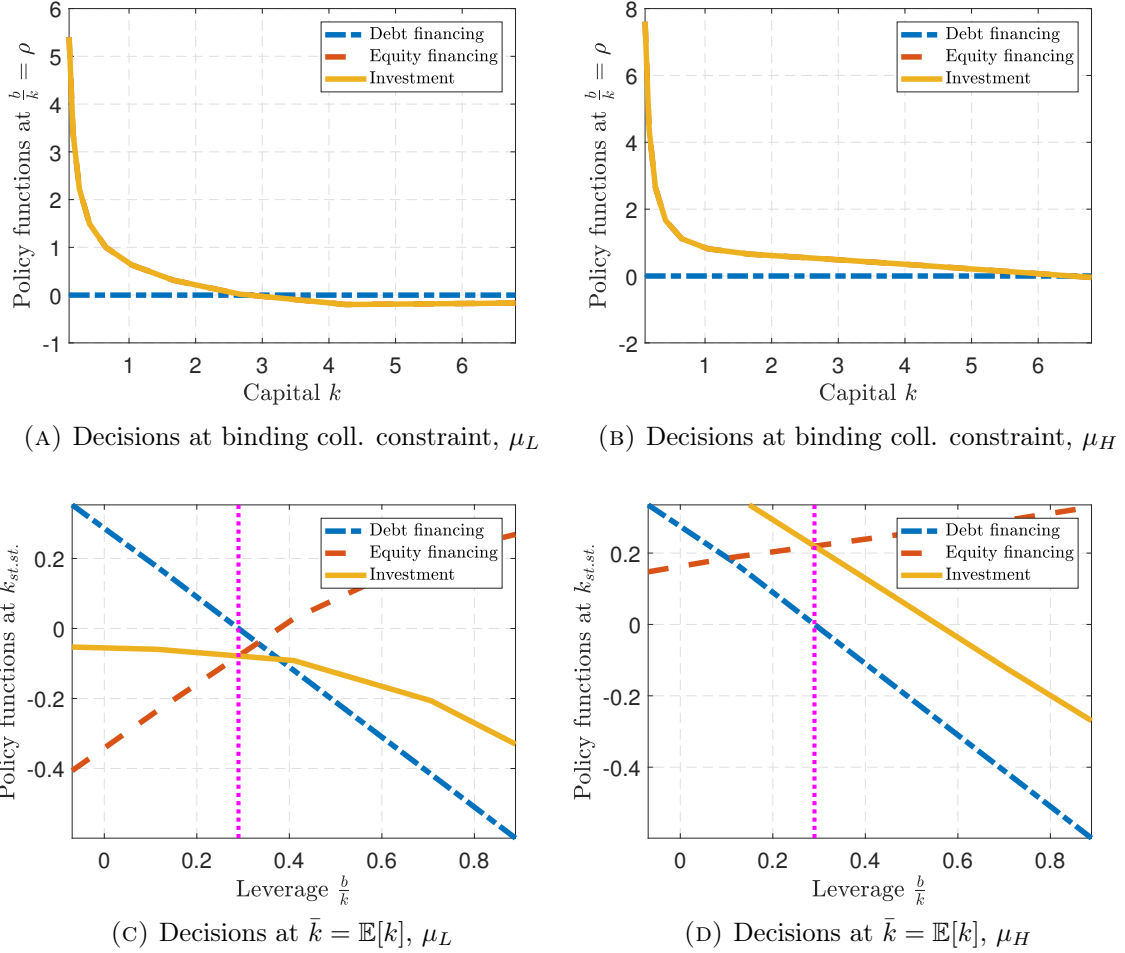 Policy functions at b/k = ρ
6
5
4
3
2
1
0
-1
1 2 3 4 5 6
Capital k
Debt financing
Equity financing
Investment
(A) Decisions at binding coll. constraint, μ_L
Policy functions at b/k = ρ
8
6
4
2
0
-2
1 2 3 4 5 6
Capital k
Debt financing
Equity financing
Investment
(B) Decisions at binding coll. constraint, μ_H
Policy functions at k_st.st.
0.2
0
-0.2
-0.4
0 0.2 0.4 0.6 0.8
Leverage b/k
Debt financing
Equity financing
Investment
(C) Decisions at k̄ = 𝔼[k], μ_L
Policy functions at k_st.st.
0.2
0
-0.2
-0.4
0 0.2 0.4 0.6 0.8
Leverage b/k
Debt financing
Equity financing
Investment
(D) Decisions at k̄ = 𝔼[k], μ_H